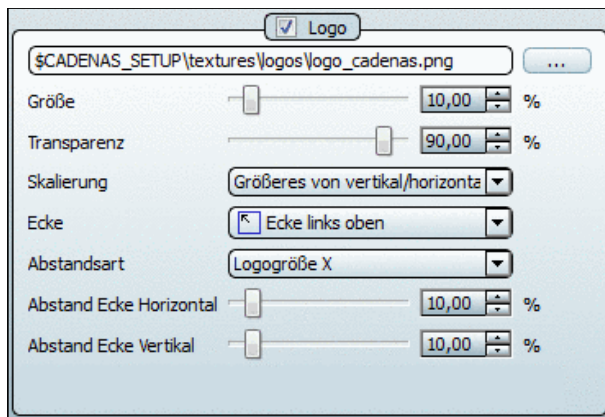 Logo
$CADENAS_SETUP\textures\logos\logo_cadenas.png ...
Größe 10,00 %
Transparenz 90,00 %
Skalierung Größeres von vertikal/horizonta
Ecke Ecke links oben
Abstandsart Logogröße X
Abstand Ecke Horizontal 10,00 %
Abstand Ecke Vertikal 10,00 %